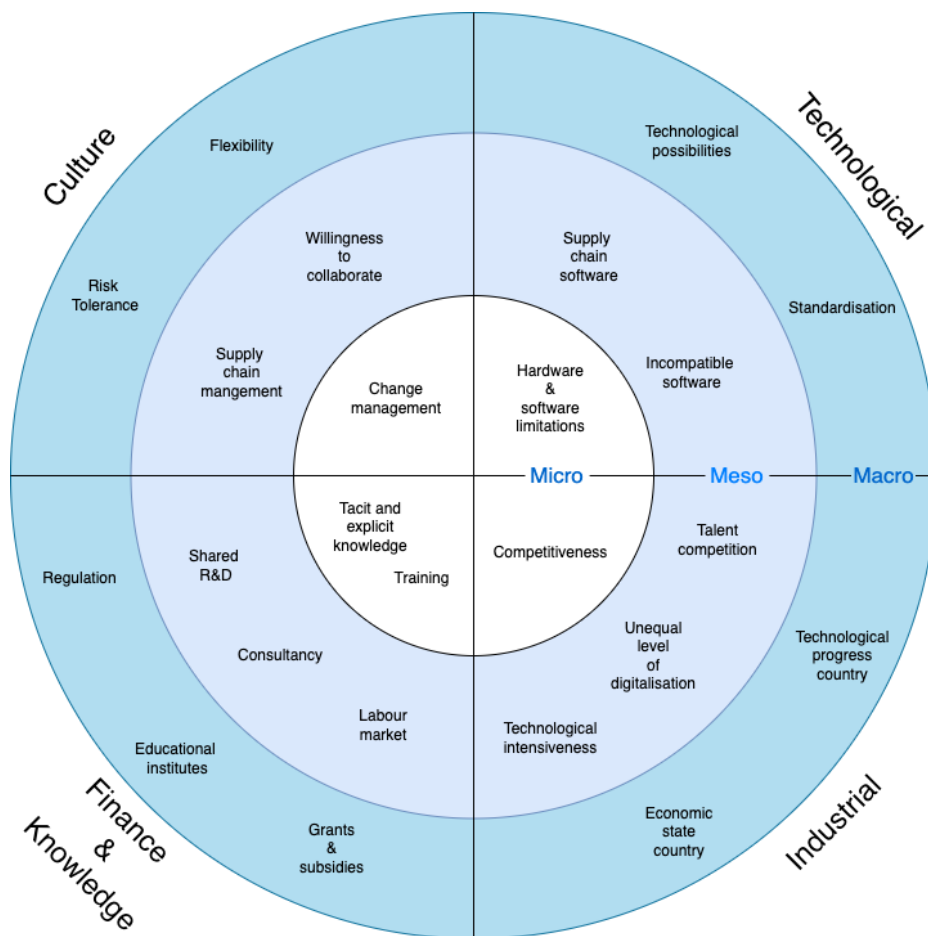 Culture
Technological
Flexibility
Technological
possibilities
Willingness
to
collaborate
Supply
chain
software
Risk
Tolerance
Standardisation
Supply
chain
mangement
Change
management
Hardware
&
software
limitations
Incompatible
software
Micro
Meso
Macro
Tacit and
explicit
knowledge
Training
Competitiveness
Talent
competition
Shared
R&D
Regulation
Consultancy
Unequal
level
of
digitalisation
Technological
progress
country
Labour
market
Technological
intensiveness
Educational
institutes
Grants
&
subsidies
Economic
state
country
Finance
&
Knowledge
Industrial